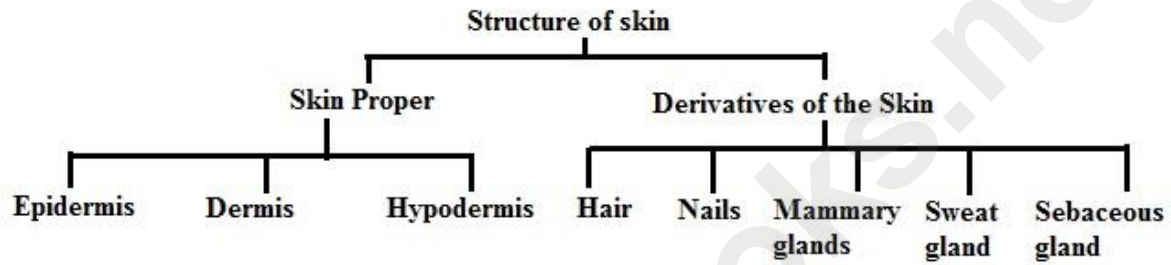 Structure of skin
Skin Proper
Derivatives of the Skin
Epidermis
Dermis
Hypodermis
Hair
Nails
Mammary
glands
Sweat
gland
Sebaceous
gland